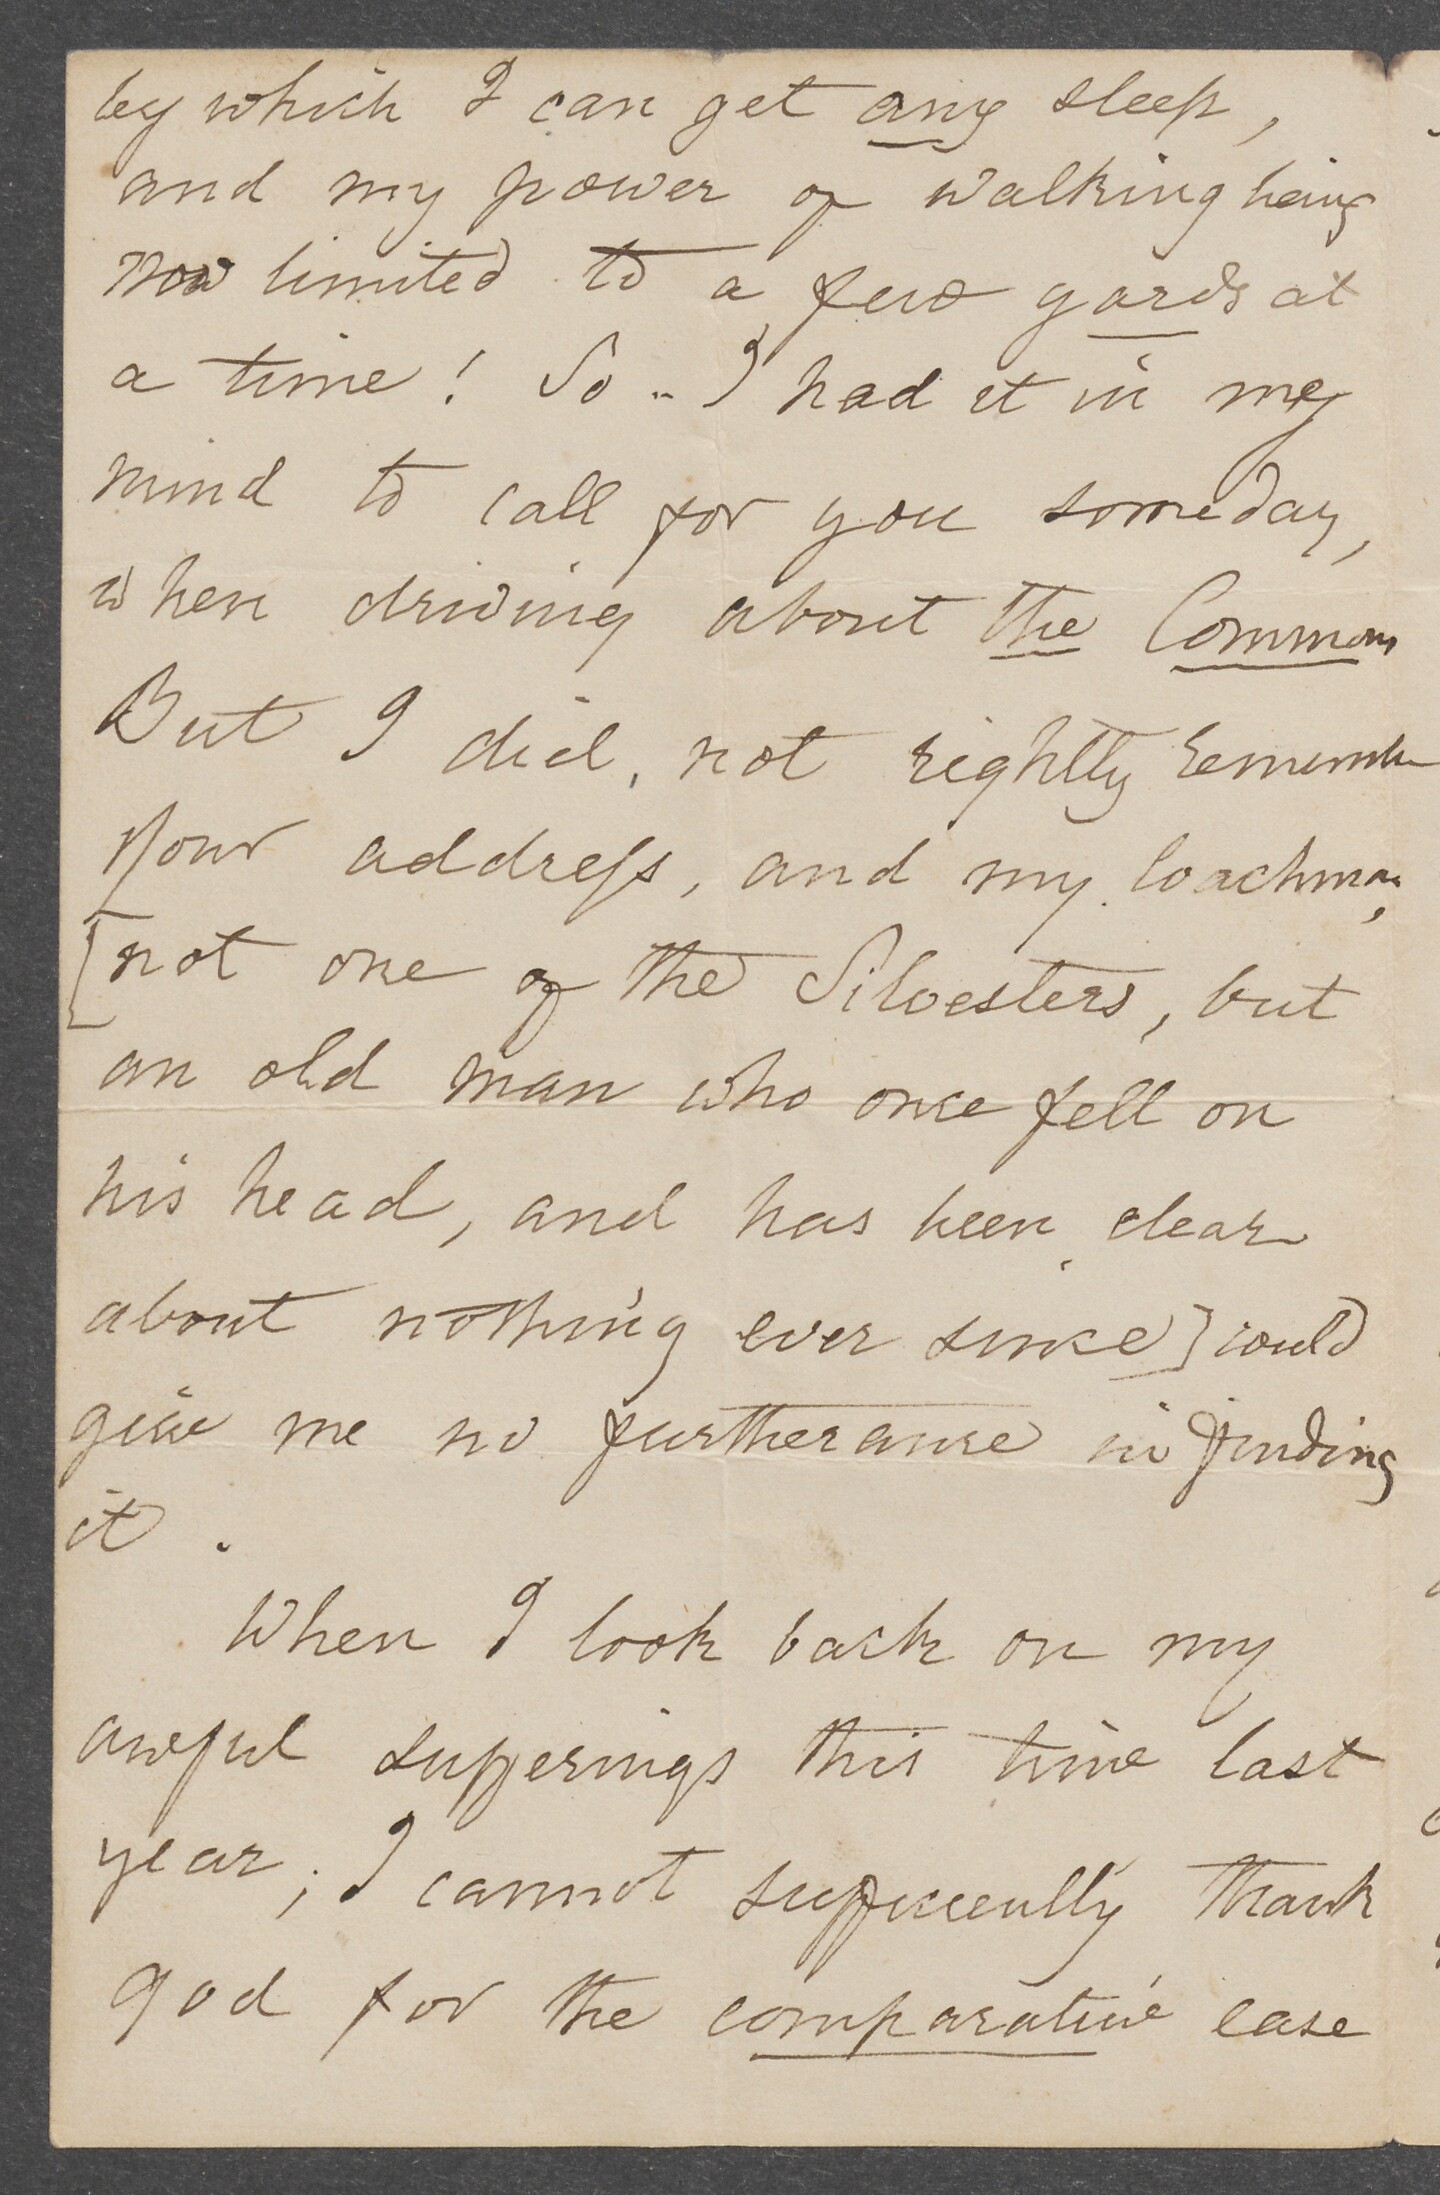 by which I can get any sleep,
and my power of walking being
now limited to a few yards at
a time! So .. I had it in my
mind to call for you someday,
when driving about the Common
But I did, not rightly remember
your address, and my Coachman,
[not one of the Silvesters, but
an old man who once fell on
his head, and has been clear
about nothing ever since] could
give me no furtherance in finding
it.
When I look back on my
awful sufferings this time last
year; I cannot sufficiently thank
God for the comparative ease